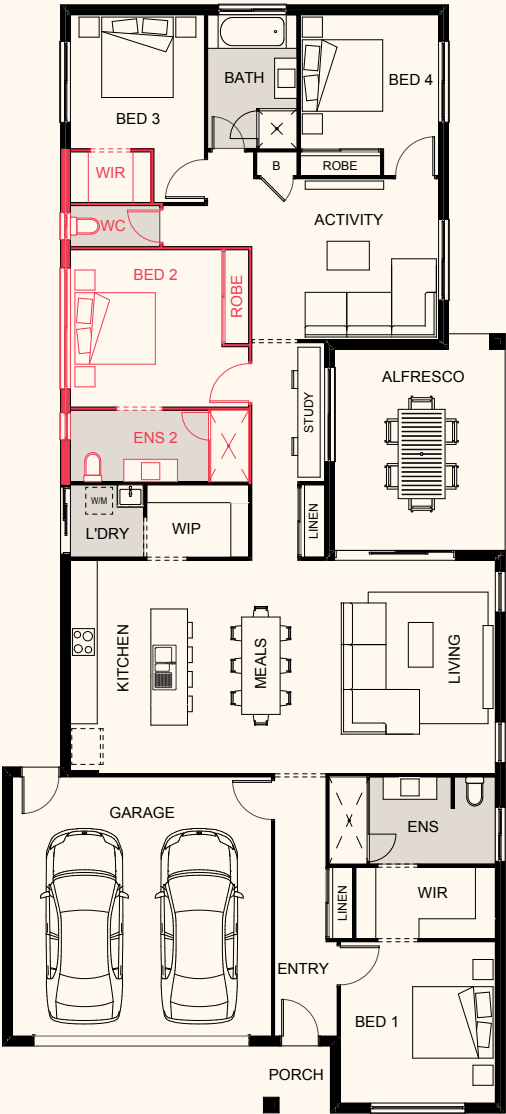 BATH
BED 4
BED 3
WIR
B
ROBE
WC
ACTIVITY
BED 2
ROBE
ALFRESCO
STUDY
ENS 2
W/M
L'DRY
WIP
LINEN
KITCHEN
MEALS
LIVING
GARAGE
ENS
LINEN
WIR
ENTRY
BED 1
PORCH